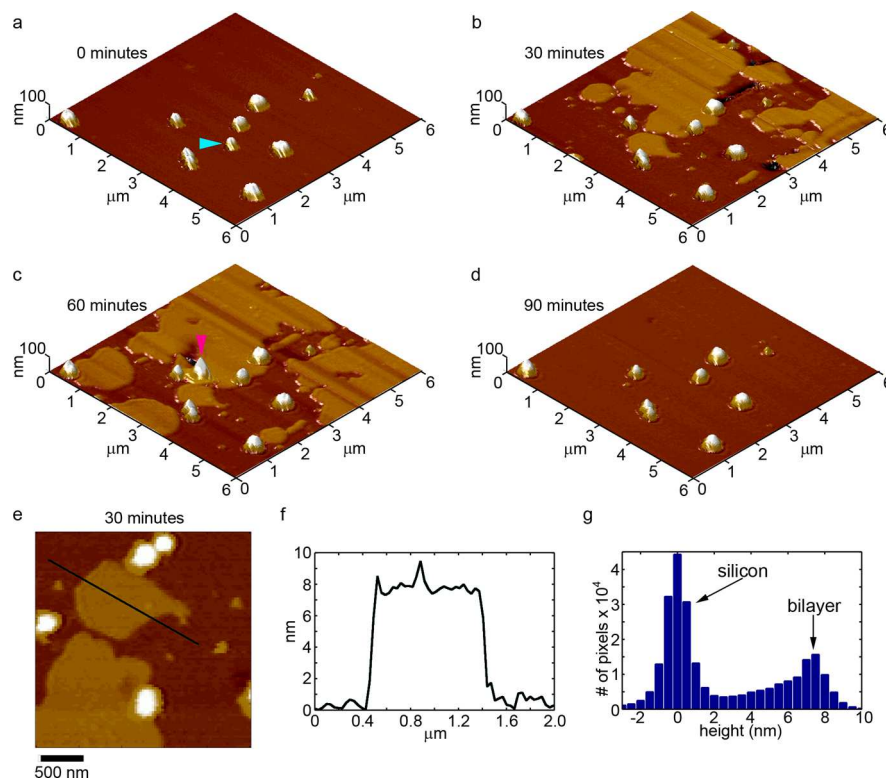 a
0 minutes
100
nm
0
1
2
3
4
5
6
μm
0
1
2
3
4
5
6
μm
b
30 minutes
100
nm
0
1
2
3
4
5
6
μm
0
1
2
3
4
5
6
μm
c
60 minutes
100
nm
0
1
2
3
4
5
6
μm
0
1
2
3
4
5
6
μm
d
90 minutes
100
nm
0
1
2
3
4
5
6
μm
0
1
2
3
4
5
6
μm
e
30 minutes
500 nm
f
10
8
6
4
2
0
nm
0 0.4 0.8 1.2 1.6 2.0
μm
g
4
3
2
1
0
# of pixels x 10⁴
silicon
bilayer
-2 0 2 4 6 8 10
height (nm)